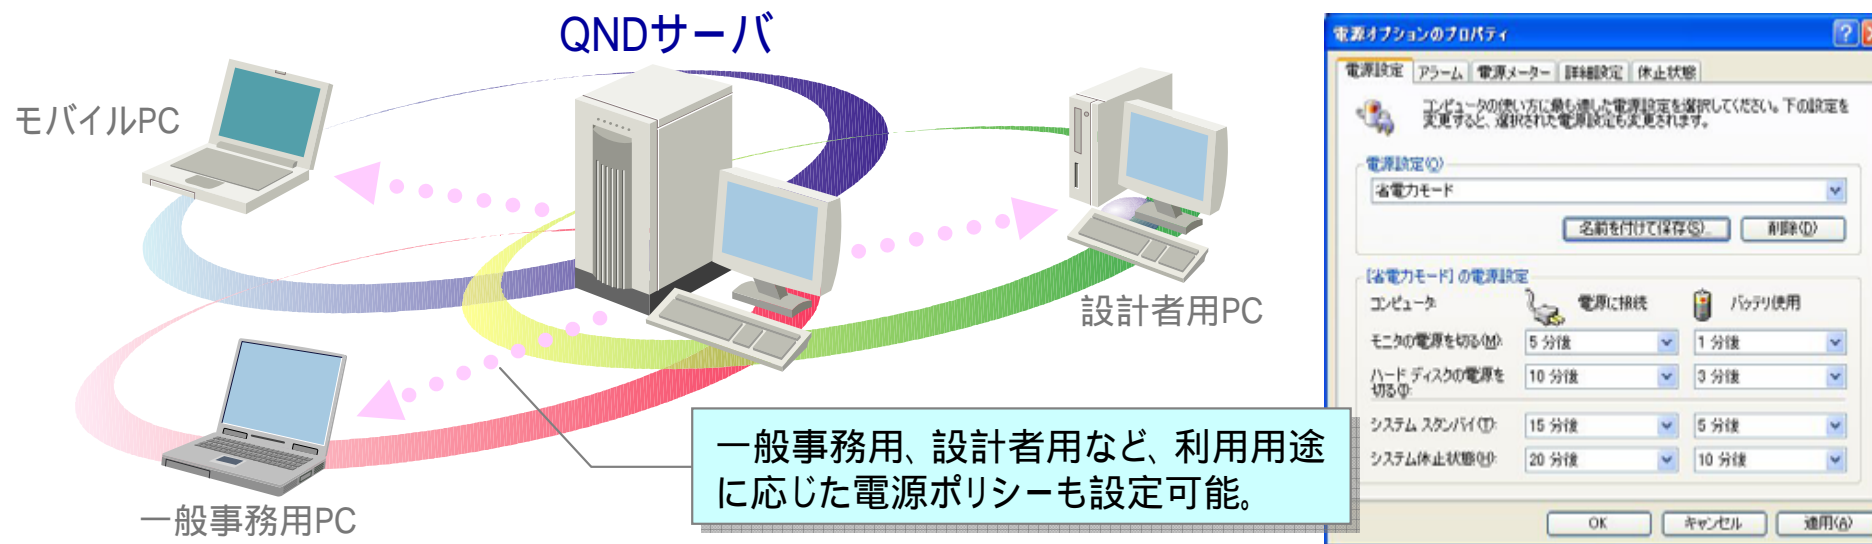 QNDサーバ
モバイルPC
設計者用PC
一般事務用PC
一般事務用、設計者用など、利用用途
に応じた電源ポリシーも設定可能。
電源オプションのプロパティ
電源設定 アラーム 電源メーター 詳細設定 休止状態
コンピュータの使い方に最も適した電源設定を選択してください。下の設定を
変更すると、選択された電源設定も変更されます。
電源設定(O)
省電力モード
名前を付けて保存(S)... 削除(D)
[省電力モード] の電源設定
コンピュータ 電源に接続 バッテリ使用
モニタの電源を切る(M): 5 分後 1 分後
ハード ディスクの電源を
切る(I): 10 分後 3 分後
システム スタンバイ(T): 15 分後 5 分後
システム休止状態(H): 20 分後 10 分後
OK キャンセル 適用(A)